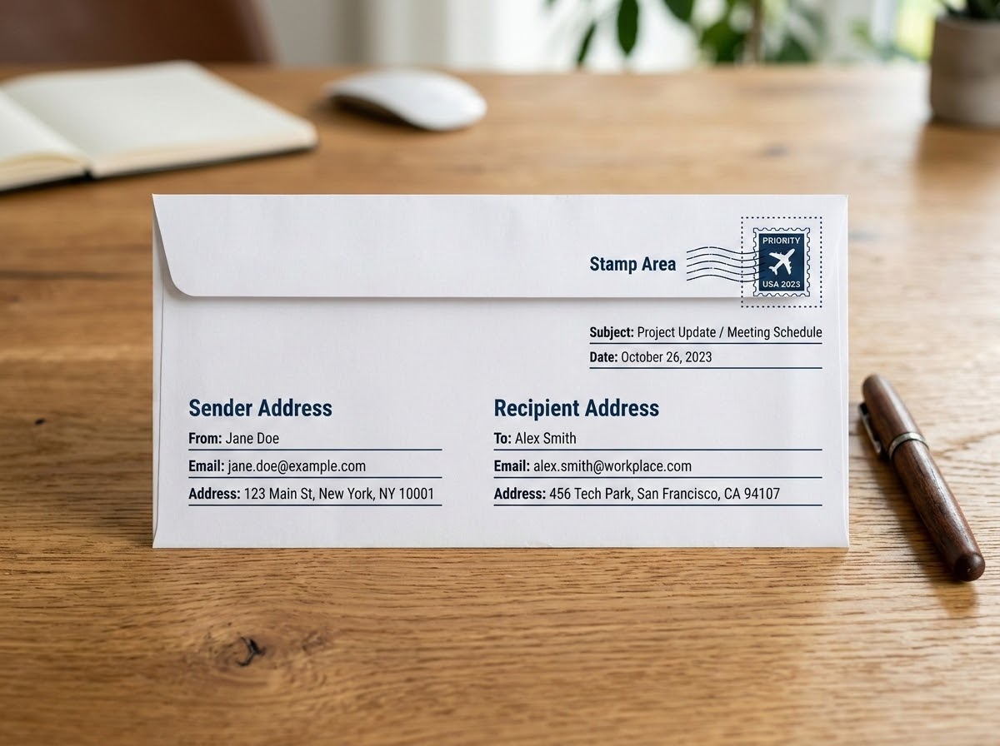 PRIORITY
Stamp Area
USA 2023
Subject: Project Update / Meeting Schedule
Date: October 26, 2023
Sender Address
From: Jane Doe
Email: jane.doe@example.com
Address: 123 Main St, New York, NY 10001
Recipient Address
To: Alex Smith
Email: alex.smith@workplace.com
Address: 456 Tech Park, San Francisco, CA 94107